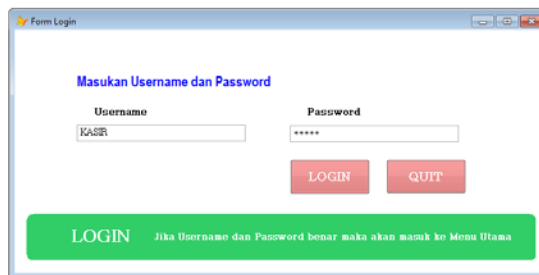 Form Login
Masukan Username dan Password
Username Password
KASIR *****
LOGIN QUIT
LOGIN Jika Username dan Password benar maka akan masuk ke Menu Utama